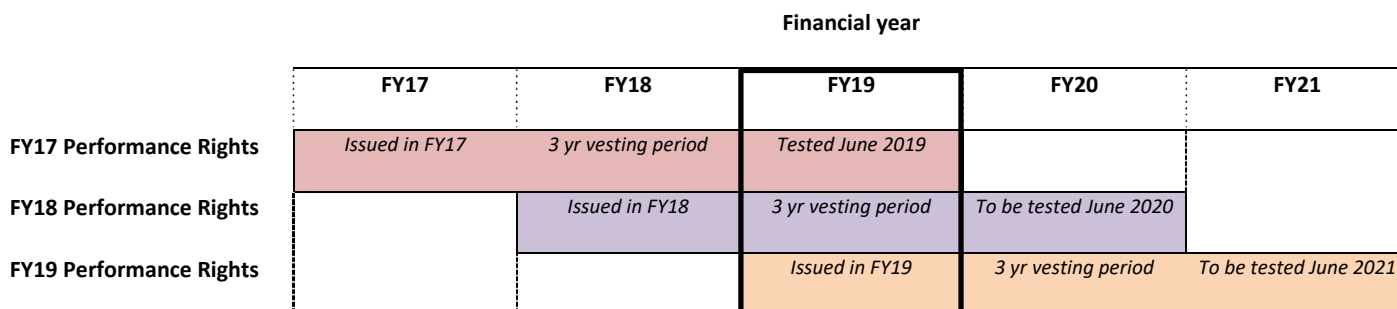 Financial year
FY17 FY18 FY19 FY20 FY21
FY17 Performance Rights Issued in FY17 3 yr vesting period Tested June 2019
FY18 Performance Rights Issued in FY18 3 yr vesting period To be tested June 2020
FY19 Performance Rights Issued in FY19 3 yr vesting period To be tested June 2021